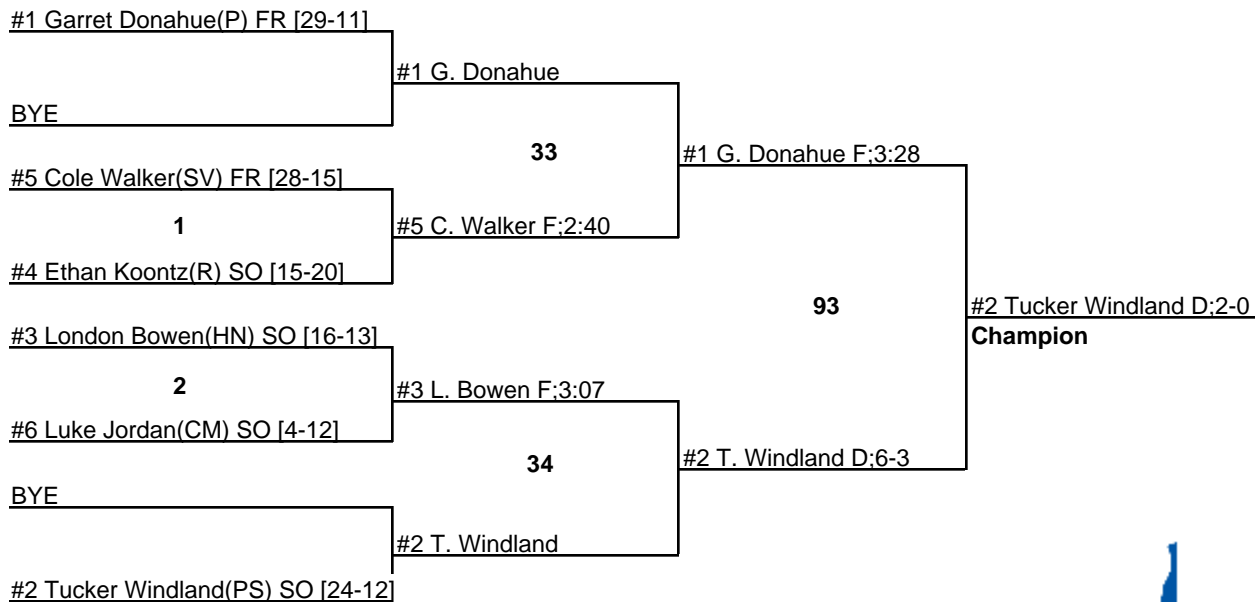 #1 Garret Donahue(P) FR [29-11]
#1 G. Donahue
BYE
33
#1 G. Donahue F;3:28
#5 Cole Walker(SV) FR [28-15]
1
#5 C. Walker F;2:40
#4 Ethan Koontz(R) SO [15-20]
93
#2 Tucker Windland D;2-0
Champion
#3 London Bowen(HN) SO [16-13]
2
#3 L. Bowen F;3:07
#6 Luke Jordan(CM) SO [4-12]
34
#2 T. Windland D;6-3
BYE
#2 T. Windland
#2 Tucker Windland(PS) SO [24-12]